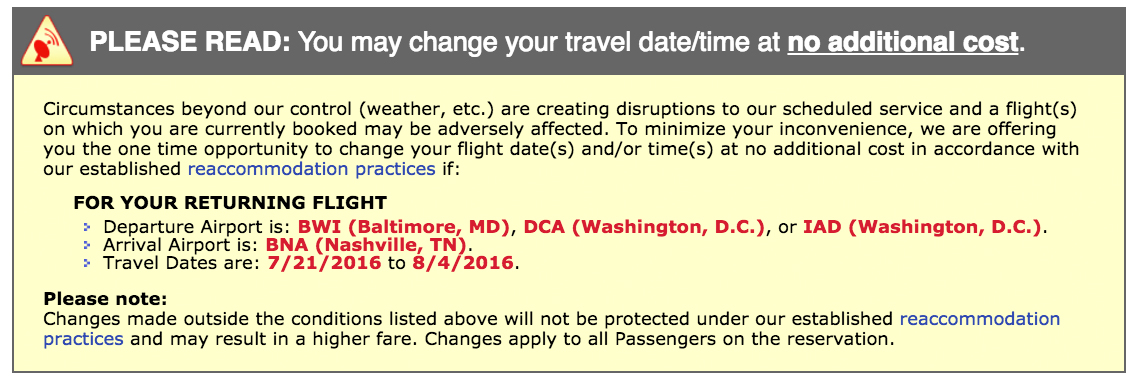 PLEASE READ: You may change your travel date/time at no additional cost.
Circumstances beyond our control (weather, etc.) are creating disruptions to our scheduled service and a flight(s)
on which you are currently booked may be adversely affected. To minimize your inconvenience, we are offering
you the one time opportunity to change your flight date(s) and/or time(s) at no additional cost in accordance with
our established reaccommodation practices if:
FOR YOUR RETURNING FLIGHT
Departure Airport is: BWI (Baltimore, MD), DCA (Washington, D.C.), or IAD (Washington, D.C.).
Arrival Airport is: BNA (Nashville, TN).
Travel Dates are: 7/21/2016 to 8/4/2016.
Please note:
Changes made outside the conditions listed above will not be protected under our established reaccommodation
practices and may result in a higher fare. Changes apply to all Passengers on the reservation.